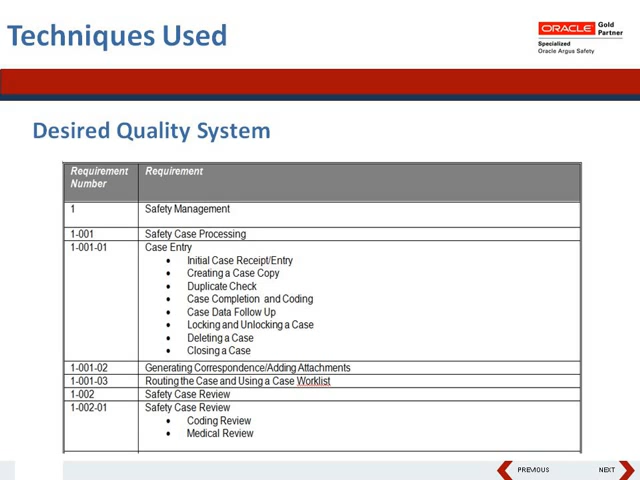 Techniques Used
ORACLE Gold
Partner
Specialized
Oracle Argus Safety
Desired Quality System
Requirement Number Requirement
1 Safety Management
1-001 Safety Case Processing
1-001-01 Case Entry
• Initial Case Receipt/Entry
• Creating a Case Copy
• Duplicate Check
• Case Completion and Coding
• Case Data Follow Up
• Locking and Unlocking a Case
• Deleting a Case
• Closing a Case
1-001-02 Generating Correspondence/Adding Attachments
1-001-03 Routing the Case and Using a Case Worklist
1-002 Safety Case Review
1-002-01 Safety Case Review
• Coding Review
• Medical Review
PREVIOUS NEXT